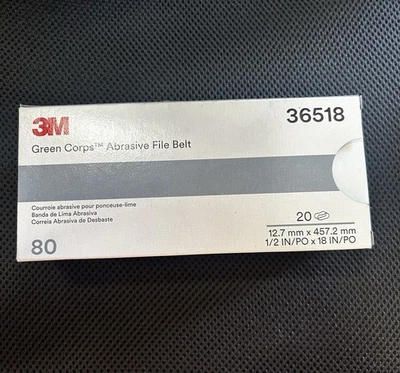 3M
36518
Green Corps™ Abrasive File Belt
Courroie abrasive pour ponceuse-lime
Banda de Lima Abrasiva
Correia Abrasiva de Desbaste
20
80
12.7 mm x 457.2 mm
1/2 IN/PO x 18 IN/PO